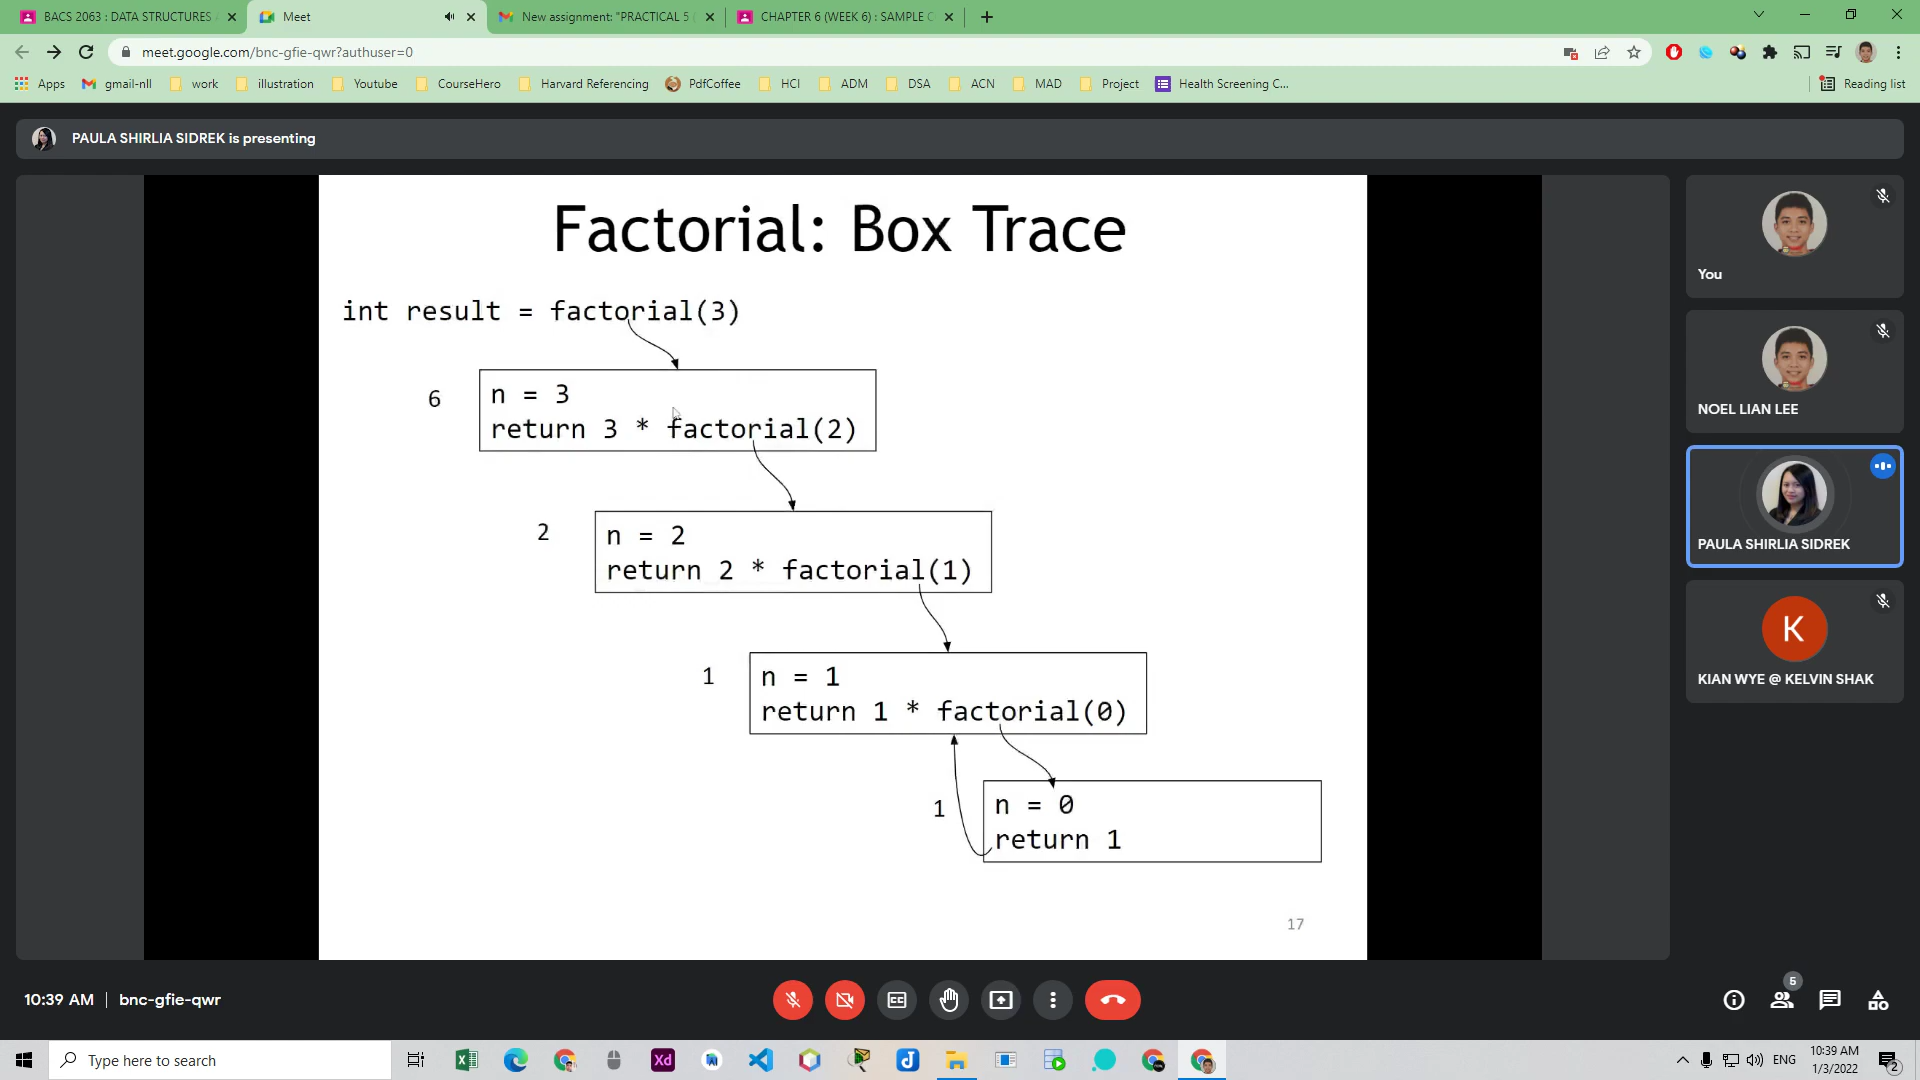 BACS 2063 : DATA STRUCTURES
Meet
New assignment: "PRACTICAL 5 (
CHAPTER 6 (WEEK 6) : SAMPLE C
meet.google.com/bnc-gfie-qwr?authuser=0
Apps
gmail-nll
work
illustration
Youtube
CourseHero
Harvard Referencing
PdfCoffee
HCI
ADM
DSA
ACN
MAD
Project
Health Screening C...
Reading list
PAULA SHIRLIA SIDREK is presenting
Factorial: Box Trace
int result = factorial(3)
6
n = 3
return 3 * factorial(2)
2
n = 2
return 2 * factorial(1)
1
n = 1
return 1 * factorial(0)
1
n = 0
return 1
17
You
NOEL LIAN LEE
PAULA SHIRLIA SIDREK
K
KIAN WYE @ KELVIN SHAK
10:39 AM | bnc-gfie-qwr
CC
5
Type here to search
Xd
ENG
10:39 AM
1/3/2022
2